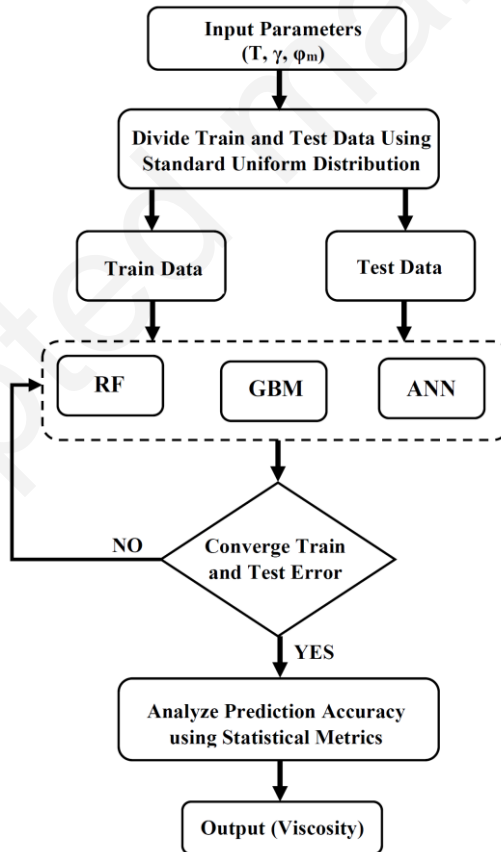 Input Parameters
(T, γ, φm)
Divide Train and Test Data Using
Standard Uniform Distribution
Train Data
Test Data
RF
GBM
ANN
NO
Converge Train
and Test Error
YES
Analyze Prediction Accuracy
using Statistical Metrics
Output (Viscosity)